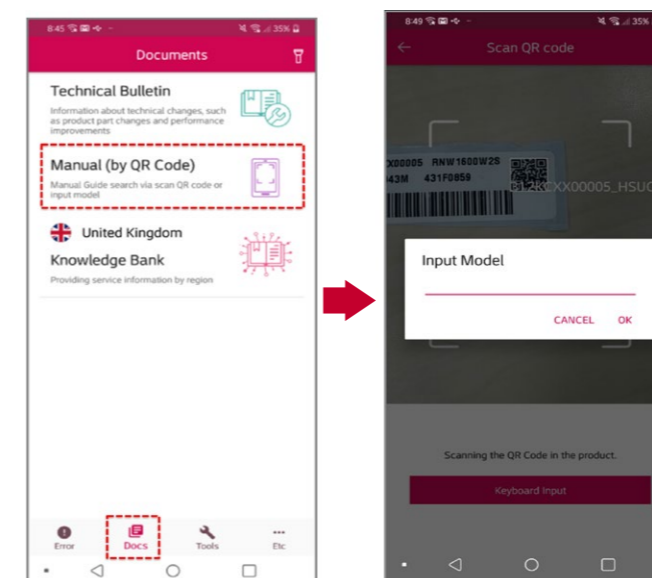 8:45
35%
Documents
Technical Bulletin
Information about technical changes, such
as product part changes and performance
improvements
Manual (by QR Code)
Manual Guide search via scan QR code or
input model
United Kingdom
Knowledge Bank
Providing service information by region
Error
Docs
Tools
Etc
8:49
35%
Scan QR code
X00005 RNW1600W2S
431F0859
XX00005_HSUC
Input Model
CANCEL OK
Scanning the QR Code in the product.
Keyboard Input